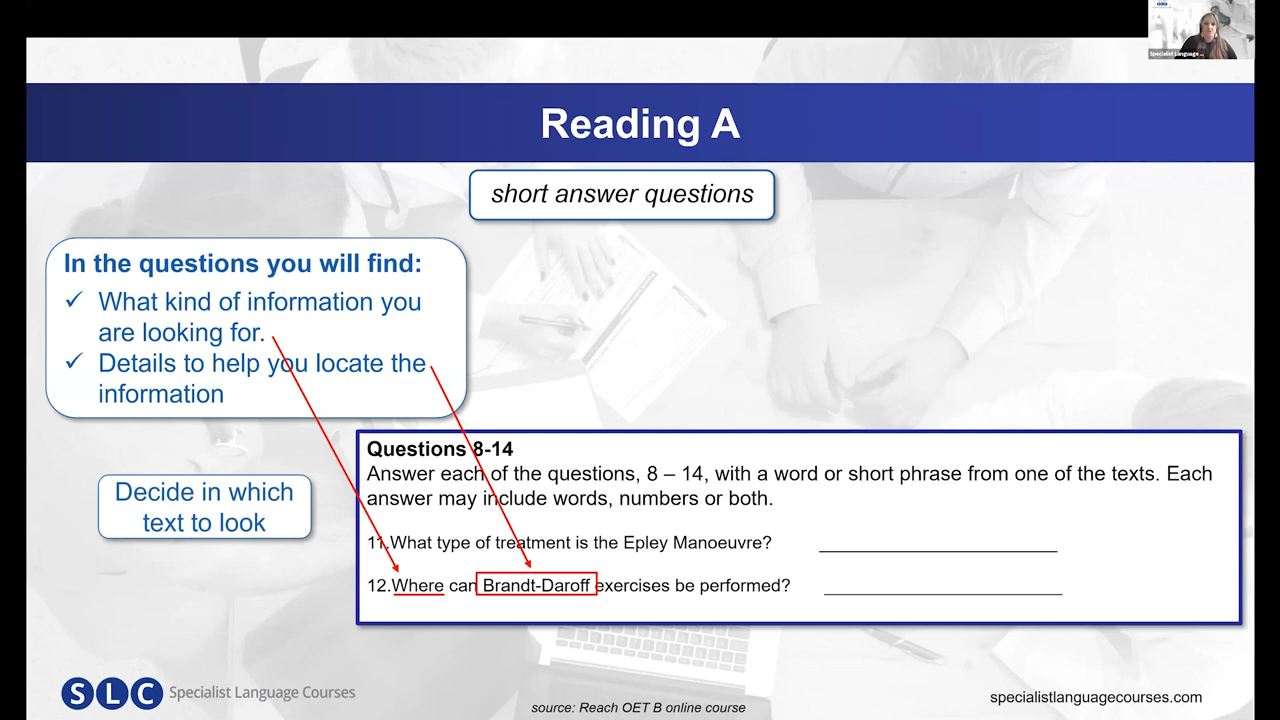 Specialist Language ...
Reading A
short answer questions
In the questions you will find:
✓ What kind of information you
are looking for.
✓ Details to help you locate the
information
Decide in which
text to look
Questions 8-14
Answer each of the questions, 8 – 14, with a word or short phrase from one of the texts. Each
answer may include words, numbers or both.
11.What type of treatment is the Epley Manoeuvre?
12.Where can Brandt-Daroff exercises be performed?
SLC Specialist Language Courses
source: Reach OET B online course
specialistlanguagecourses.com